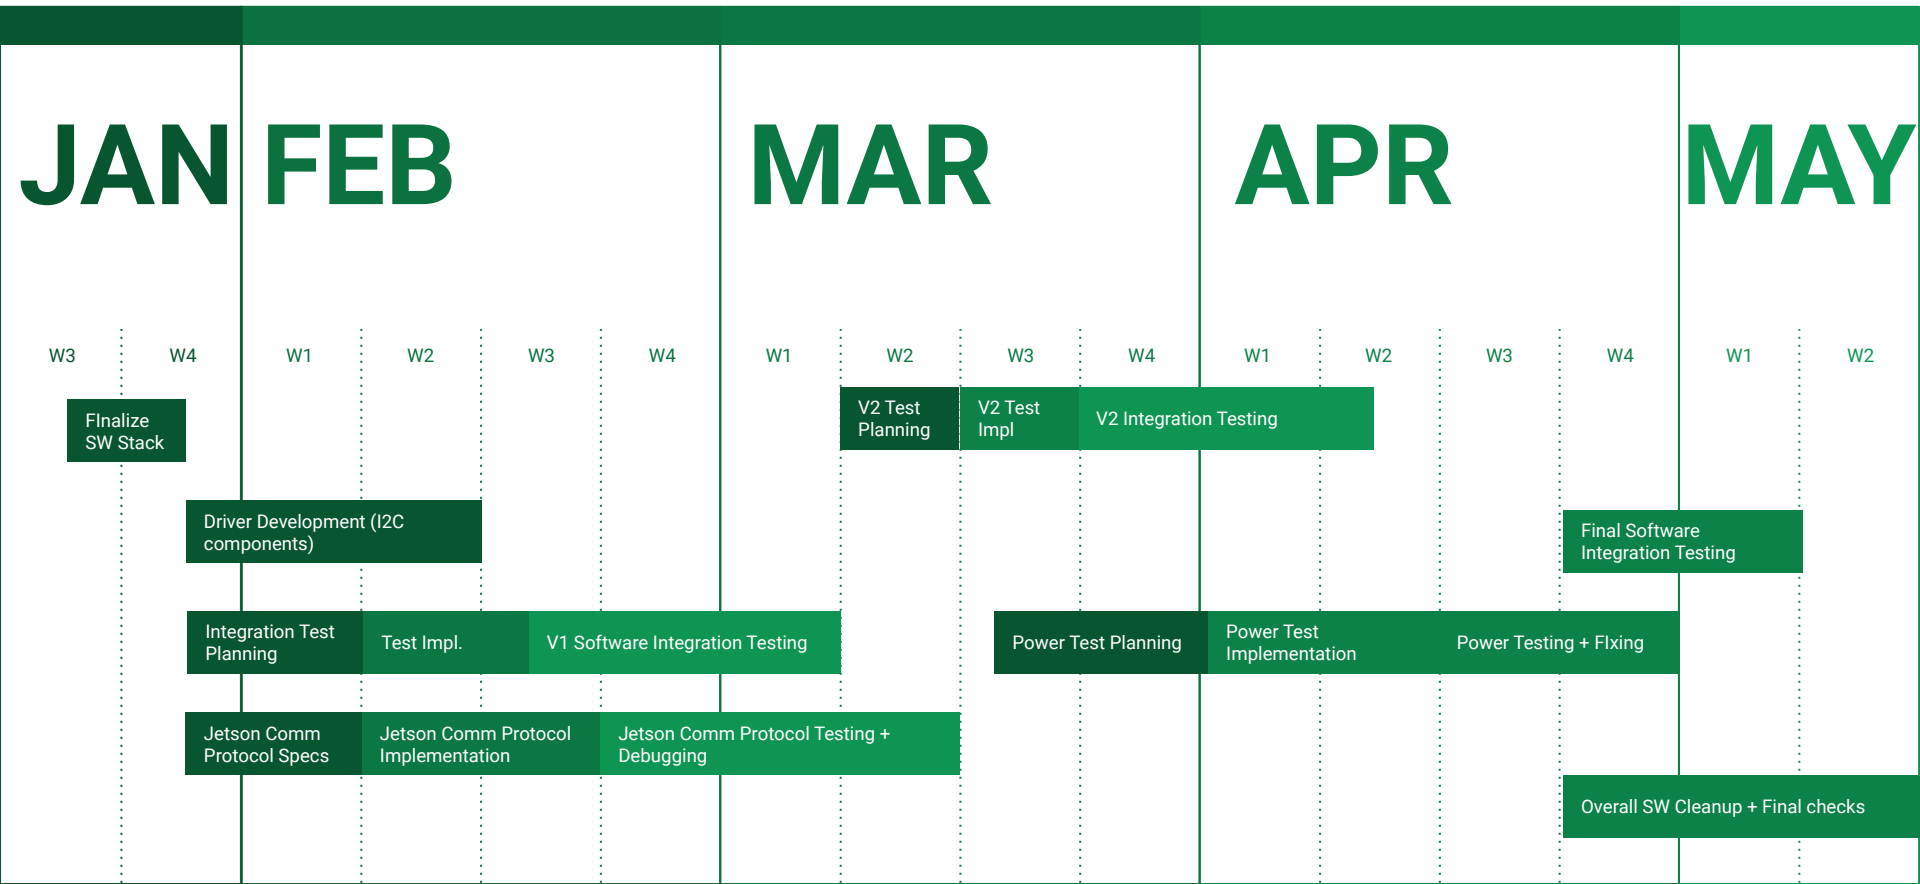 JAN FEB MAR APR MAY
W3 W4 W1 W2 W3 W4 W1 W2 W3 W4 W1 W2 W3 W4 W1 W2
FInalize
SW Stack
V2 Test
Planning
V2 Test
Impl
V2 Integration Testing
Driver Development (I2C
components)
Final Software
Integration Testing
Integration Test
Planning
Test Impl.
V1 Software Integration Testing
Power Test Planning
Power Test
Implementation
Power Testing + FIxing
Jetson Comm
Protocol Specs
Jetson Comm Protocol
Implementation
Jetson Comm Protocol Testing +
Debugging
Overall SW Cleanup + Final checks